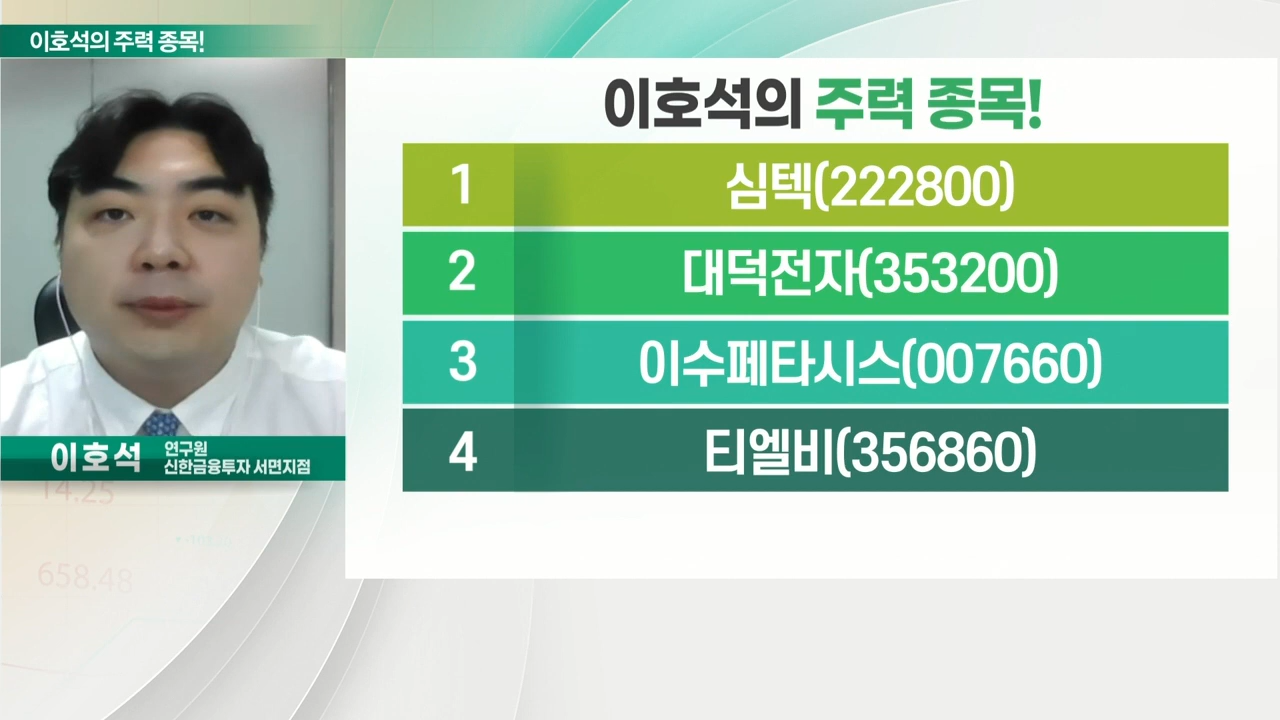 이호석의 주력 종목!
이호석의 주력 종목!
1 심텍(222800)
2 대덕전자(353200)
3 이수페타시스(007660)
4 티엘비(356860)
이호석 연구원
신한금융투자 서면지점
14.25
658.48